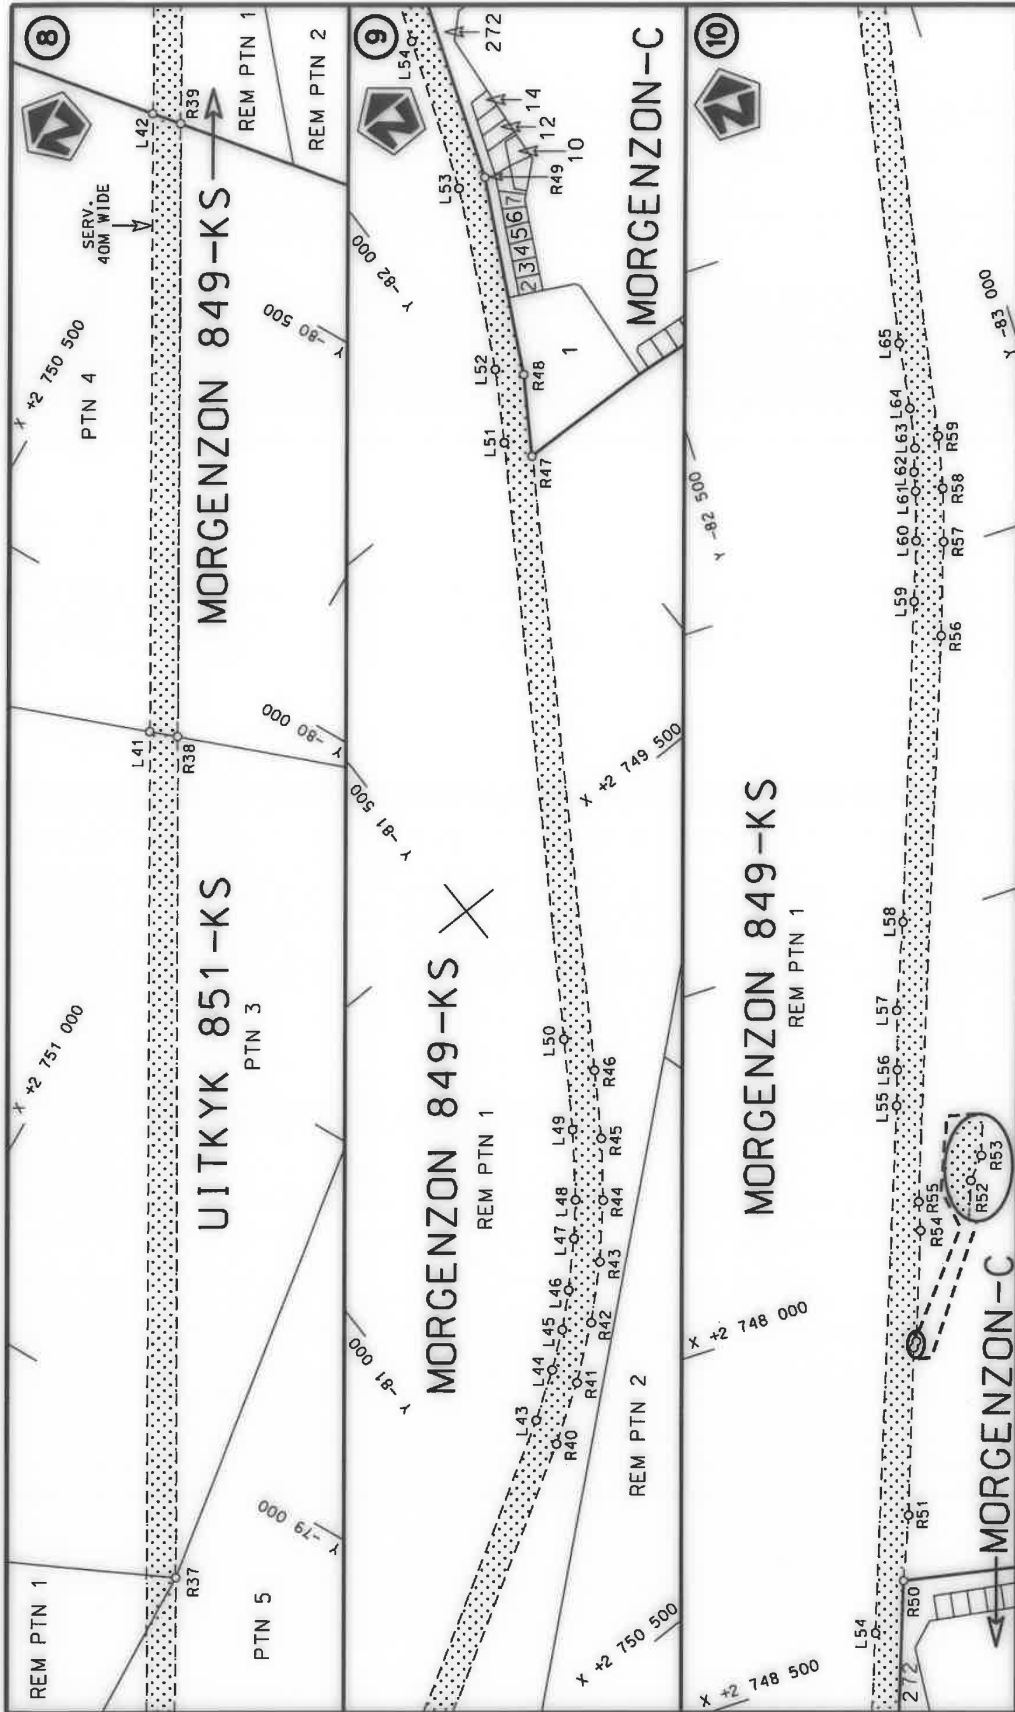 8
REM PTN 1
PTN 5
R37
Y -79 000
X +2 751 000
UITKYK 851-KS
PTN 3
L41
R38
Y -80 000
X +2 750 500
PTN 4
SERV.
40M WIDE
MORGENZON 849-KS
Y -80 500
L42
R39
REM PTN 1
REM PTN 2
9
X +2 750 500
REM PTN 2
Y -81 000
MORGENZON 849-KS
REM PTN 1
L43
L44
L45
L46
L47
L48
L49
L50
R40
R41
R42
R43
R44
R45
R46
Y -81 500
X +2 749 500
L51
L52
L53
L54
R47
R48
R49
1
2
3
4
5
6
7
10
12
14
272
Y -82 000
MORGENZON-C
10
X +2 748 500
L54
272
R50
R51
MORGENZON-C
X +2 748 000
R52
R53
R54
R55
L55
L56
L57
L58
MORGENZON 849-KS
REM PTN 1
Y -82 500
L59
L60
L61
L62
L63
L64
L65
R56
R57
R58
R59
Y -83 000